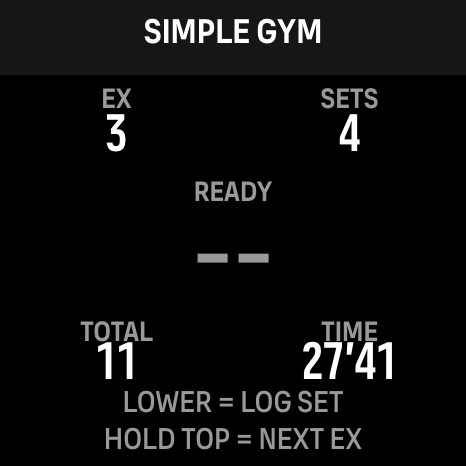 SIMPLE GYM
EX SETS
3 4
READY
--
TOTAL TIME
11 27'41
LOWER = LOG SET
HOLD TOP = NEXT EX